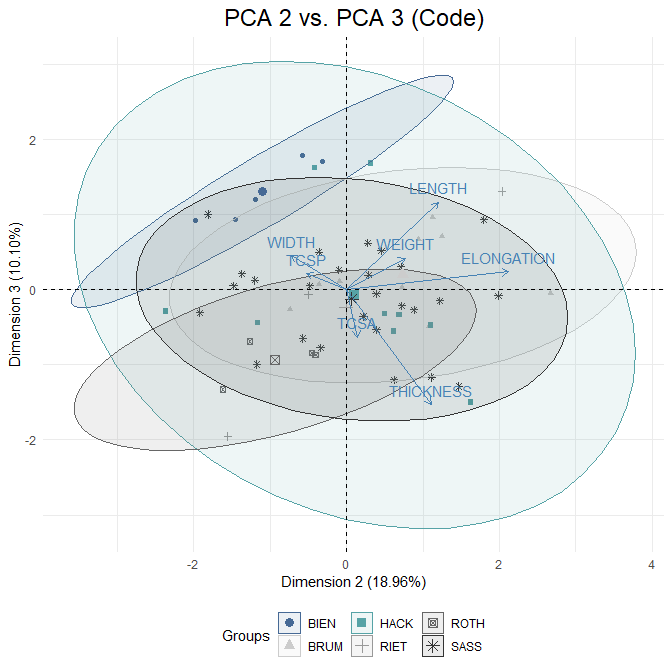 PCA 2 vs. PCA 3 (Code)
LENGTH
WIDTH
WEIGHT
TCSP
ELONGATION
TCSA
THICKNESS
2
0
-2
Dimension 3 (10.10%)
-2 0 2 4
Dimension 2 (18.96%)
Groups
BIEN HACK ROTH
BRUM RIET SASS